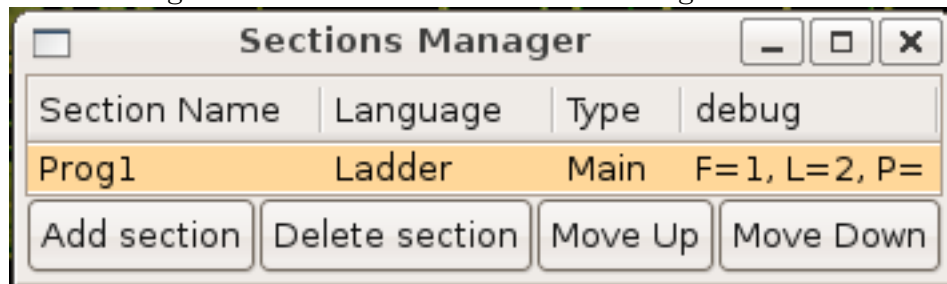 Sections Manager
Section Name Language Type debug
Prog1 Ladder Main F=1, L=2, P=
Add section Delete section Move Up Move Down